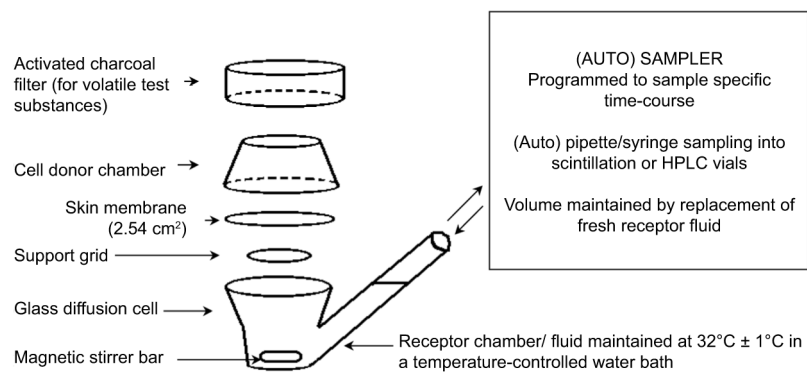 Activated charcoal
filter (for volatile test
substances)
Cell donor chamber
Skin membrane
(2.54 cm²)
Support grid
Glass diffusion cell
Magnetic stirrer bar
(AUTO) SAMPLER
Programmed to sample specific
time-course
(Auto) pipette/syringe sampling into
scintillation or HPLC vials
Volume maintained by replacement of
fresh receptor fluid
Receptor chamber/ fluid maintained at 32°C ± 1°C in
a temperature-controlled water bath